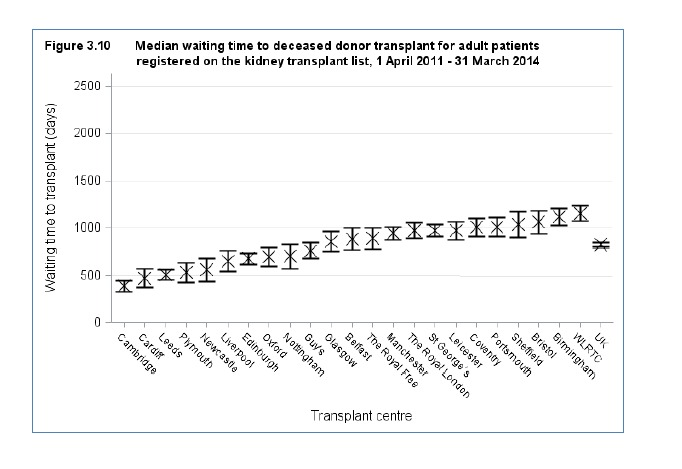 Figure 3.10 Median waiting time to deceased donor transplant for adult patients
registered on the kidney transplant list, 1 April 2011 - 31 March 2014
Waiting time to transplant (days)
2500
2000
1500
1000
500
0
Cambridge
Cardiff
Leeds
Plymouth
Newcastle
Liverpool
Edinburgh
Oxford
Nottingham
Guy's
Glasgow
Belfast
The Royal Free
Manchester
The Royal London
St George's
Leicester
Coventry
Portsmouth
Sheffield
Bristol
Birmingham
WLRTC
UK
Transplant centre